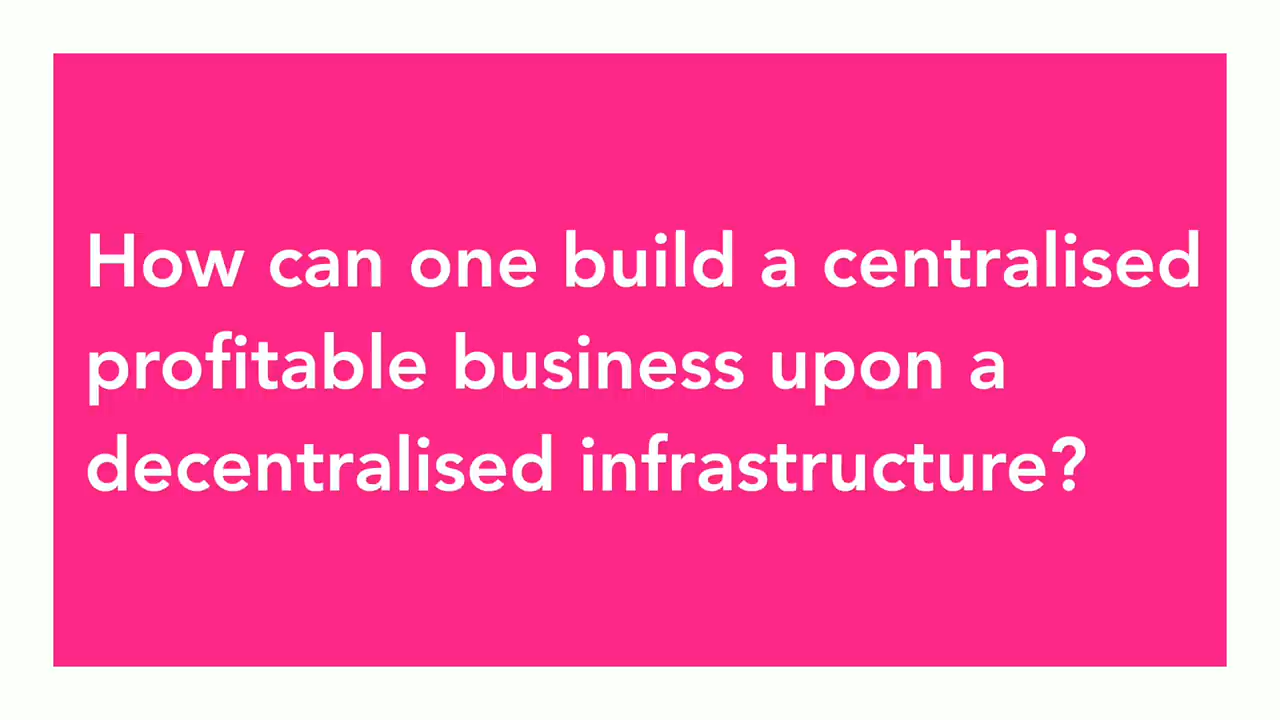 How can one build a centralised
profitable business upon a
decentralised infrastructure?